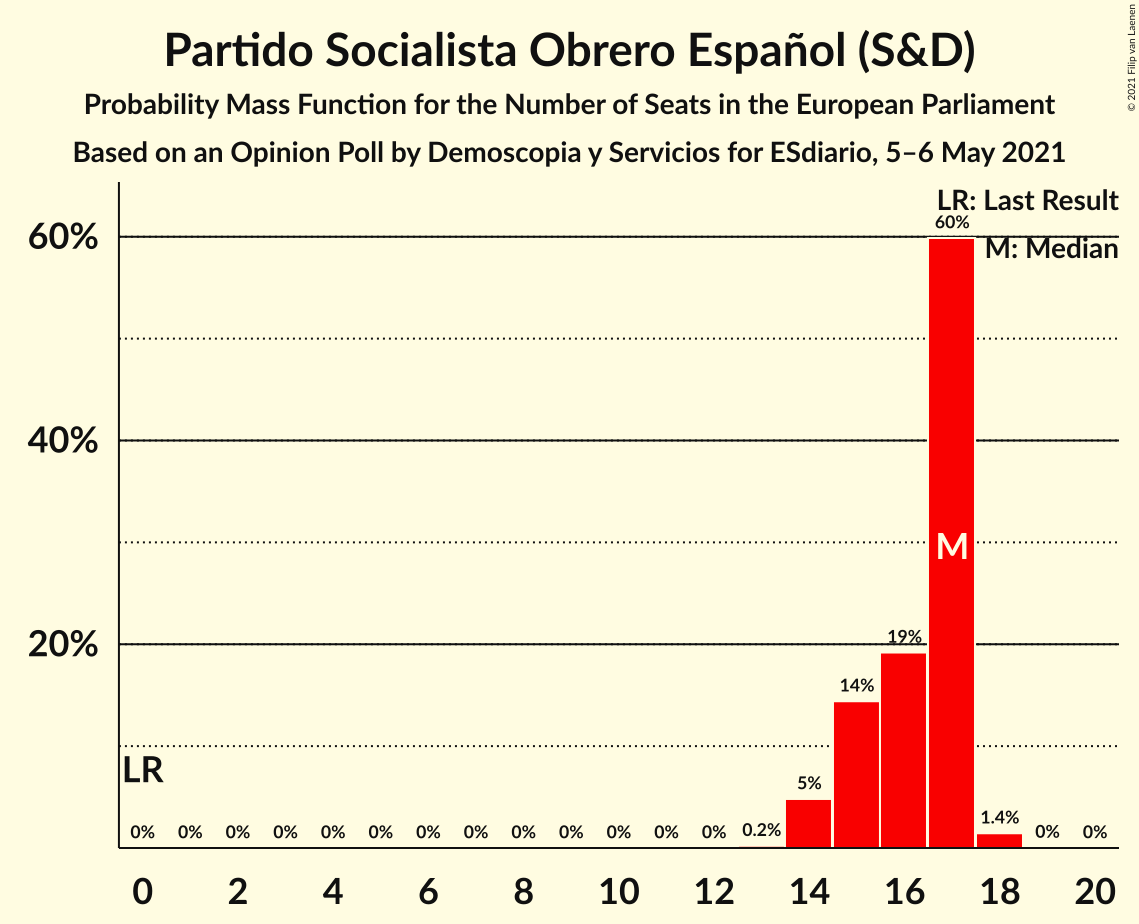 Partido Socialista Obrero Español (S&D)
Probability Mass Function for the Number of Seats in the European Parliament
Based on an Opinion Poll by Demoscopia y Servicios for ESdiario, 5–6 May 2021
© 2021 Filip van Laenen
LR: Last Result
M: Median
60%
40%
20%
LR
0% 0% 0% 0% 0% 0% 0% 0% 0% 0% 0% 0% 0% 0.2% 5% 14% 19% 60% 1.4% 0% 0%
M
0 2 4 6 8 10 12 14 16 18 20